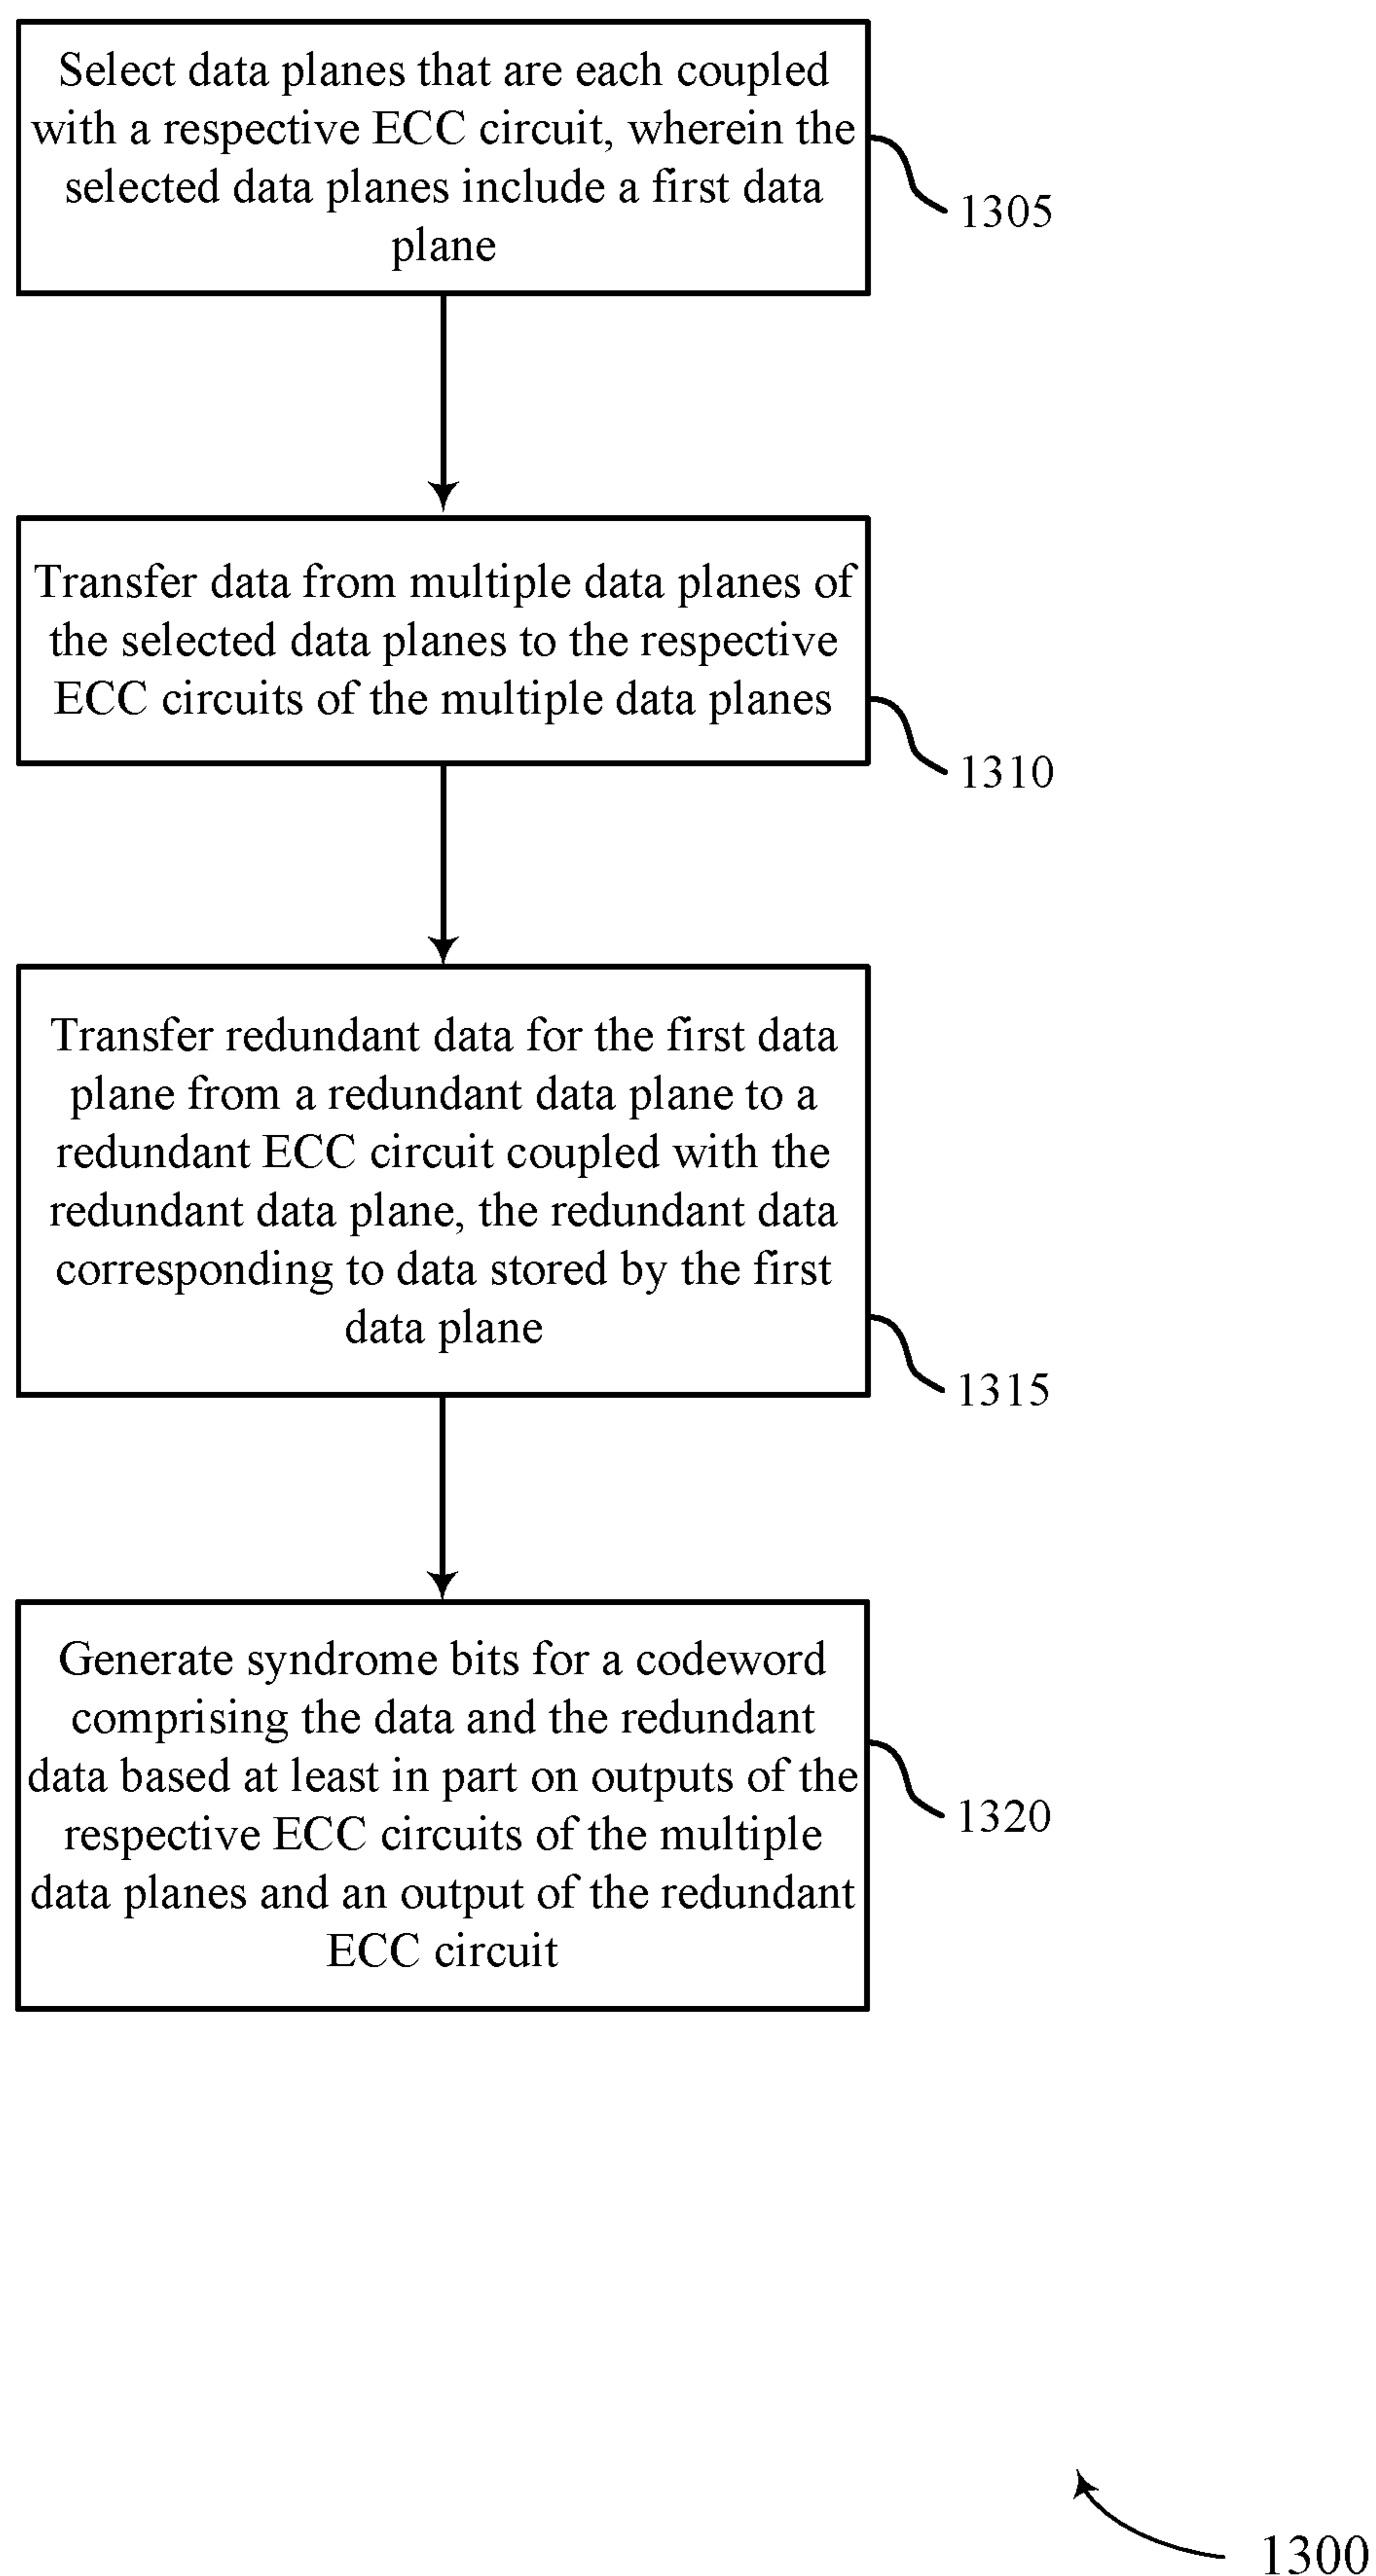 Select data planes that are each coupled
with a respective ECC circuit, wherein the
selected data planes include a first data
plane
1305
Transfer data from multiple data planes of
the selected data planes to the respective
ECC circuits of the multiple data planes
1310
Transfer redundant data for the first data
plane from a redundant data plane to a
redundant ECC circuit coupled with the
redundant data plane, the redundant data
corresponding to data stored by the first
data plane
1315
Generate syndrome bits for a codeword
comprising the data and the redundant
data based at least in part on outputs of the
respective ECC circuits of the multiple
data planes and an output of the redundant
ECC circuit
1320
1300